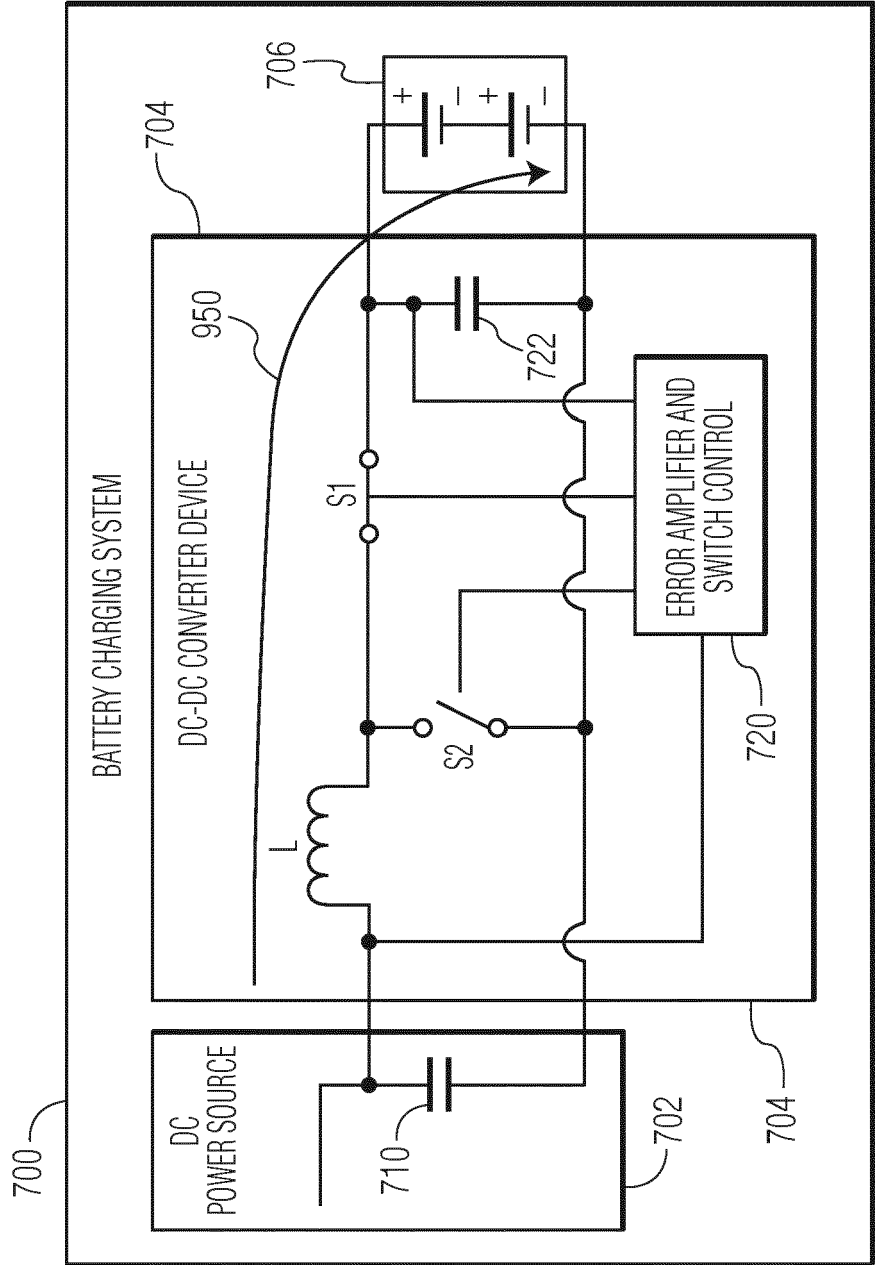 700
BATTERY CHARGING SYSTEM
704
706
DC
POWER SOURCE
DC-DC CONVERTER DEVICE
950
L
S1
+
−
+
−
710
S2
722
702
720
ERROR AMPLIFIER AND
SWITCH CONTROL
704